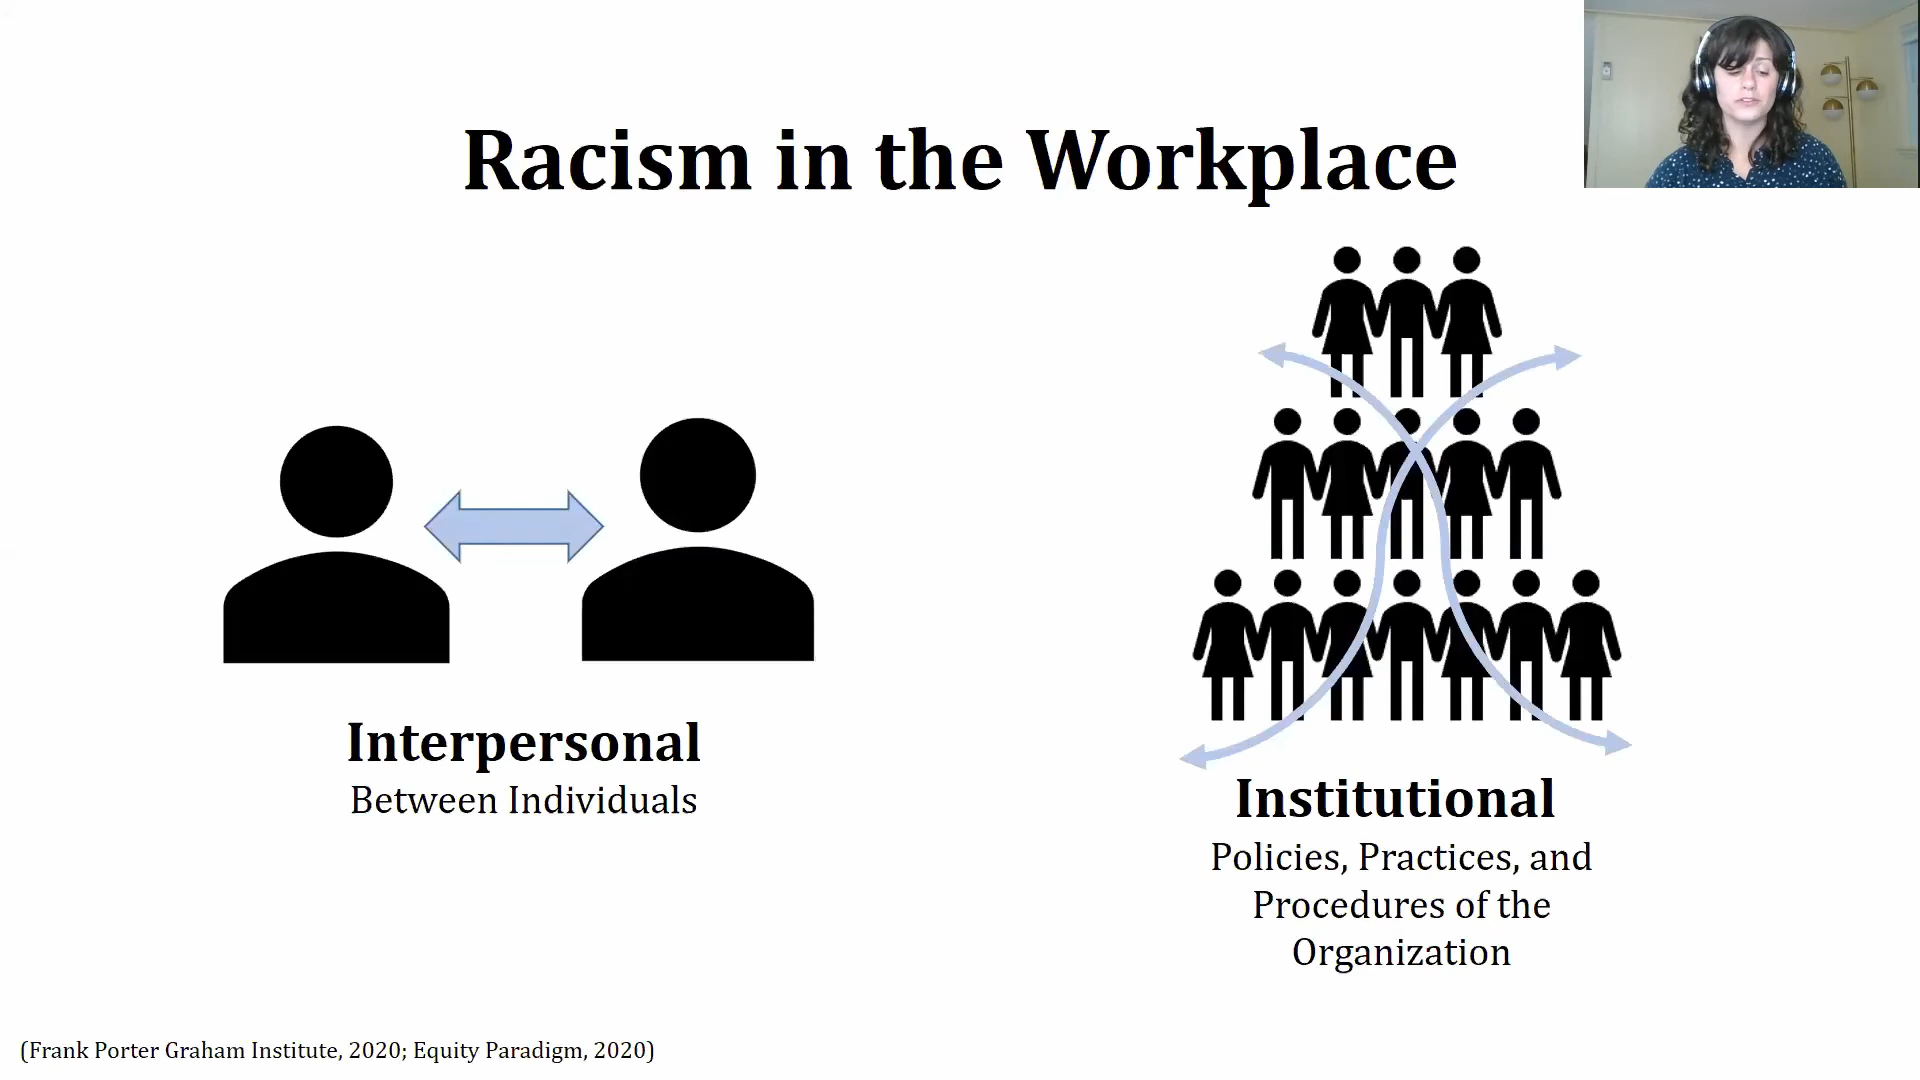 Racism in the Workplace
Interpersonal
Between Individuals
Institutional
Policies, Practices, and
Procedures of the
Organization
(Frank Porter Graham Institute, 2020; Equity Paradigm, 2020)